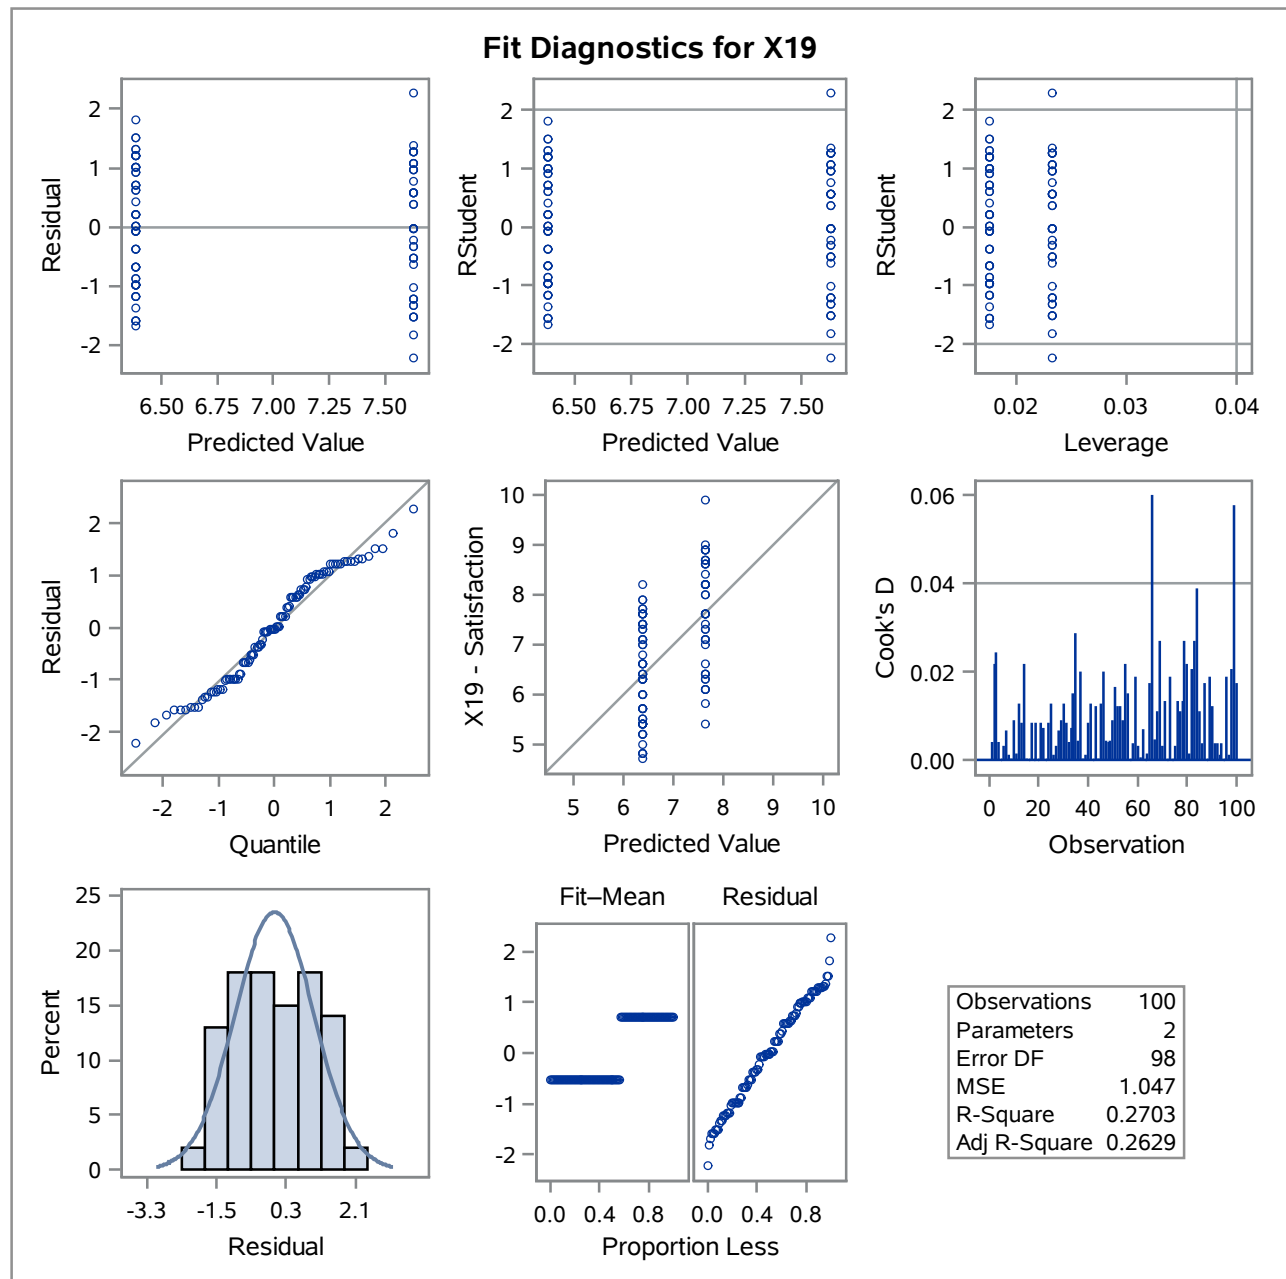 Fit Diagnostics for X19
Residual
2
1
0
-1
-2
6.50 6.75 7.00 7.25 7.50
Predicted Value
RStudent
2
1
0
-1
-2
6.50 6.75 7.00 7.25 7.50
Predicted Value
RStudent
2
1
0
-1
-2
0.02 0.03 0.04
Leverage
Residual
2
1
0
-1
-2
-2 -1 0 1 2
Quantile
X19 - Satisfaction
10
9
8
7
6
5
5 6 7 8 9 10
Predicted Value
Cook's D
0.06
0.04
0.02
0.00
0 20 40 60 80 100
Observation
Percent
25
20
15
10
5
0
-3.3 -1.5 0.3 2.1
Residual
Fit–Mean Residual
2
1
0
-1
-2
0.0 0.4 0.8 0.0 0.4 0.8
Proportion Less
Observations 100
Parameters 2
Error DF 98
MSE 1.047
R-Square 0.2703
Adj R-Square 0.2629